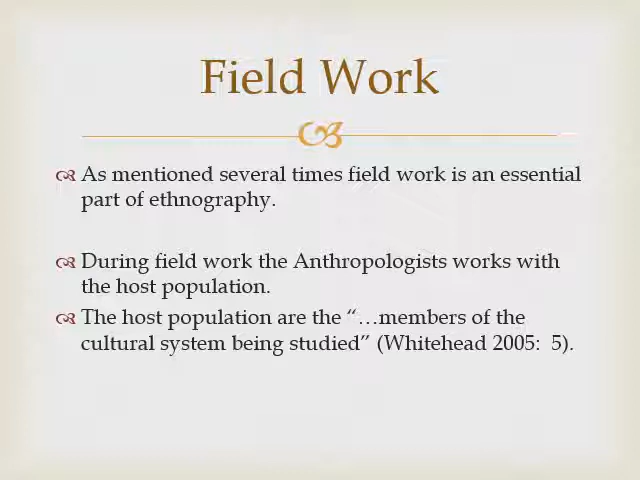 Field Work
As mentioned several times field work is an essential
part of ethnography.
During field work the Anthropologists works with
the host population.
The host population are the “…members of the
cultural system being studied” (Whitehead 2005:  5).